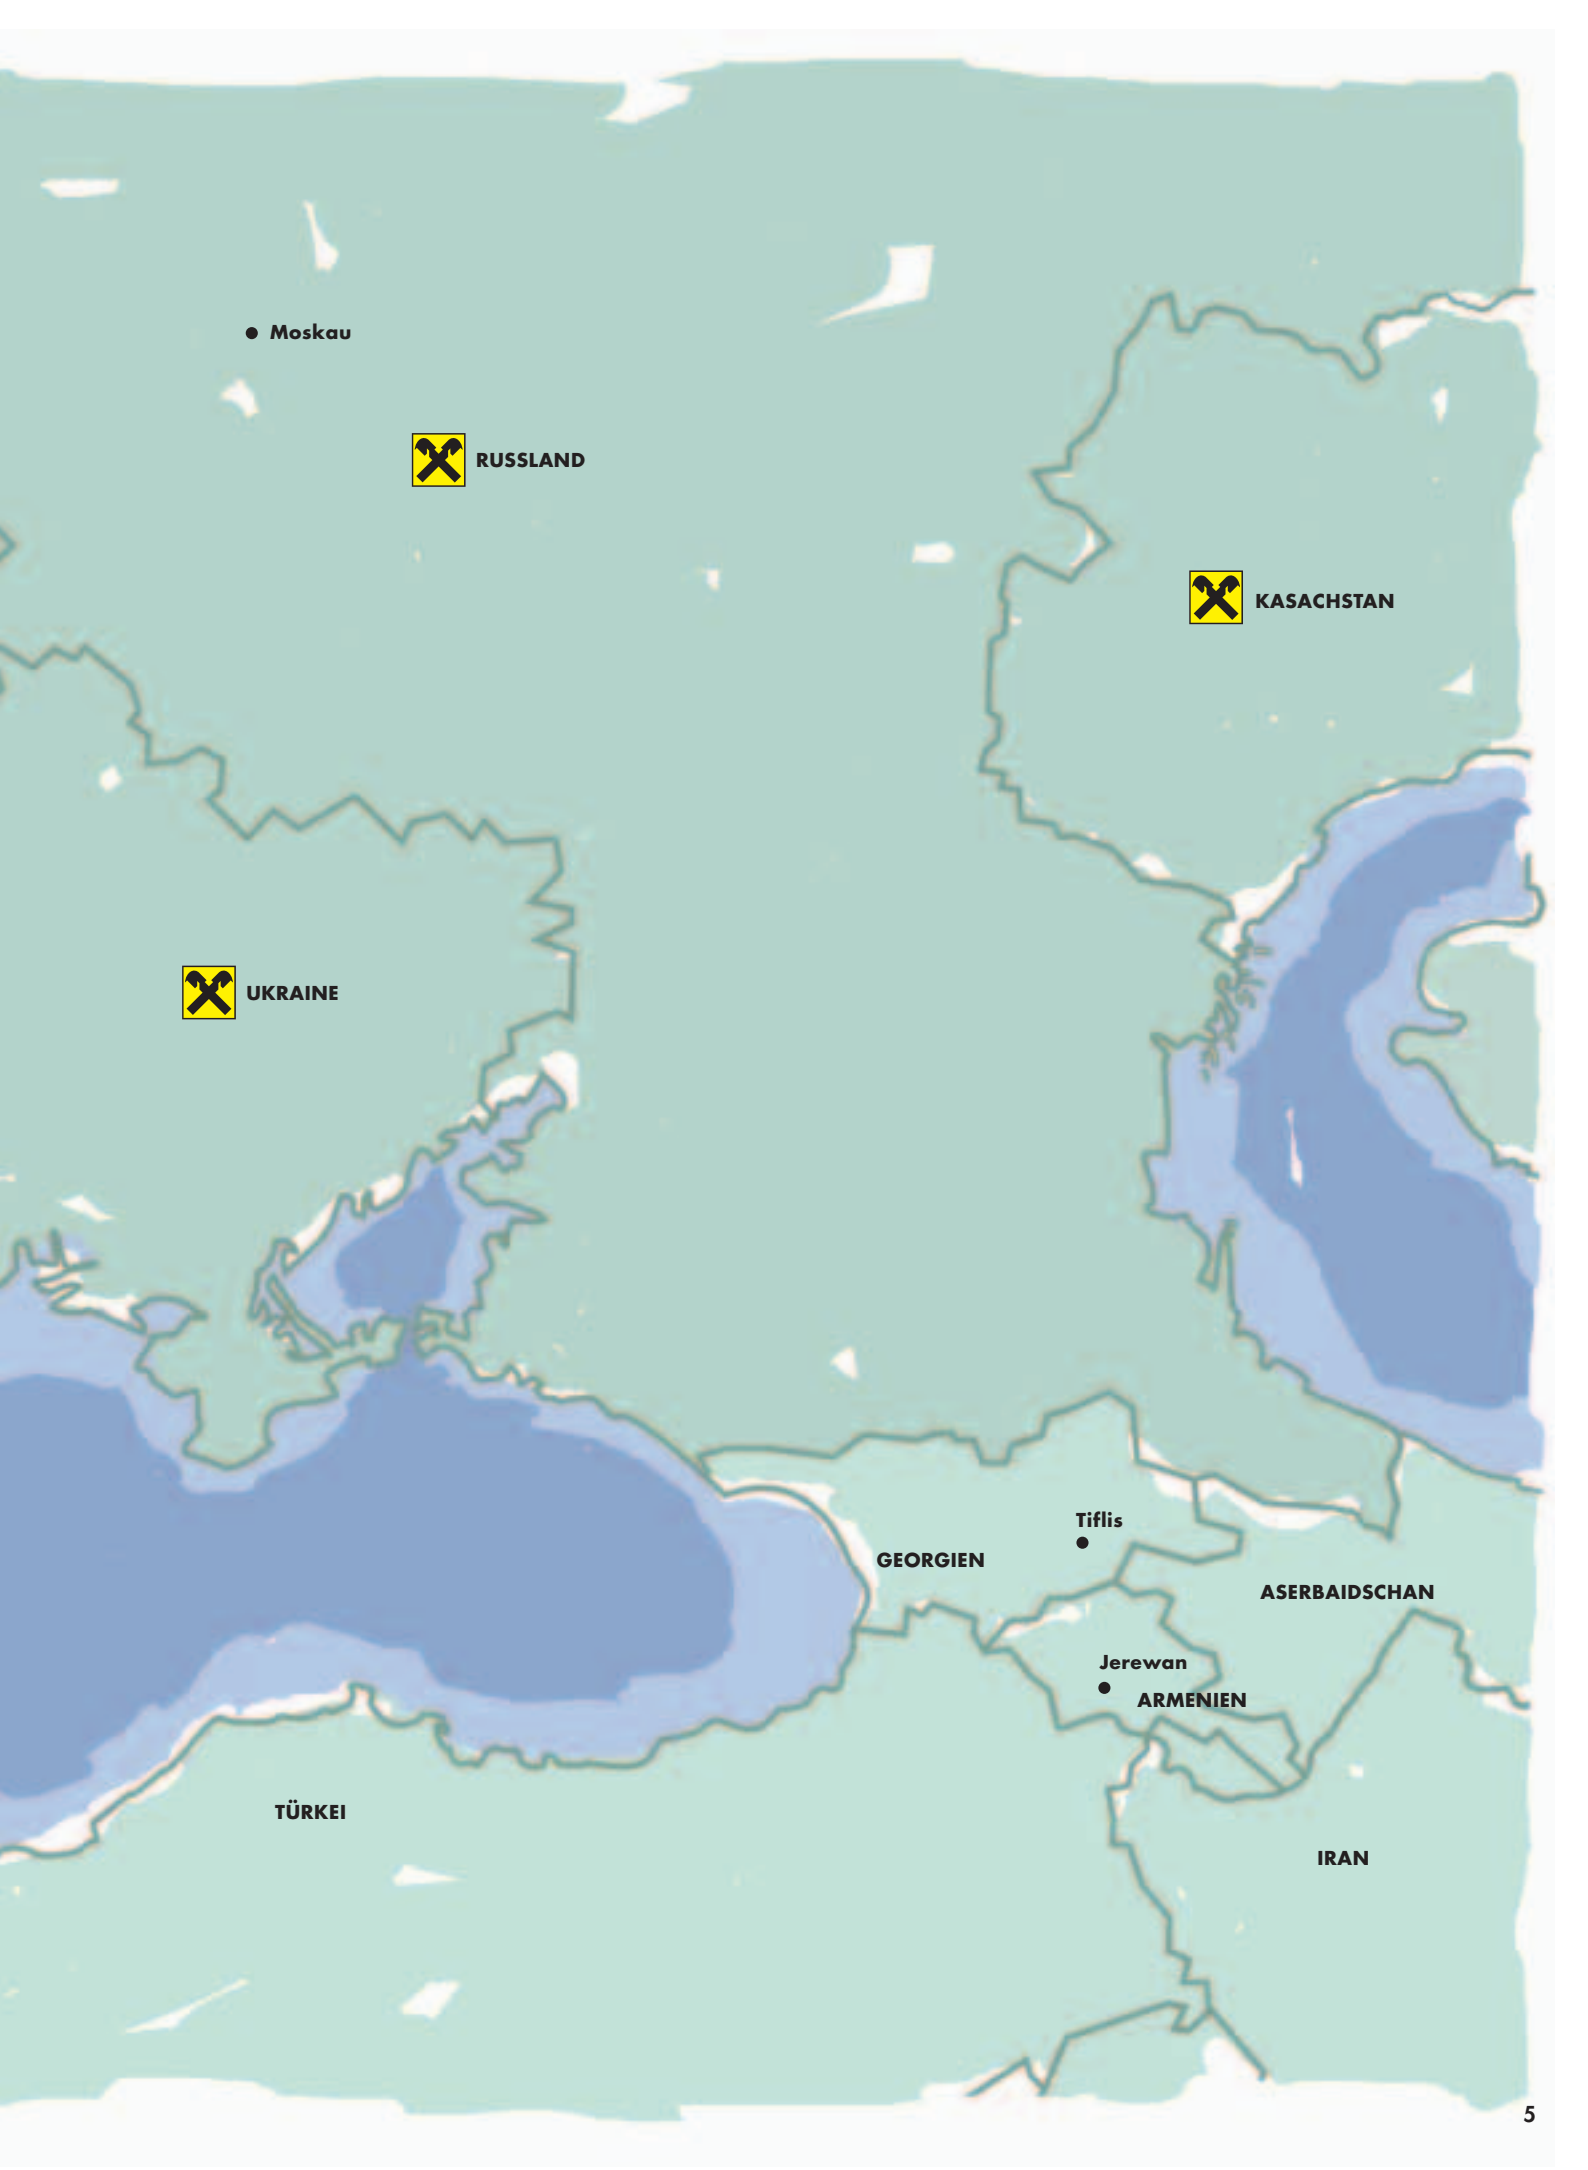 Moskau
RUSSLAND
KASACHSTAN
UKRAINE
Tiflis
GEORGIEN
ASERBAIDSCHAN
Jerewan
ARMENIEN
TÜRKEI
IRAN
5